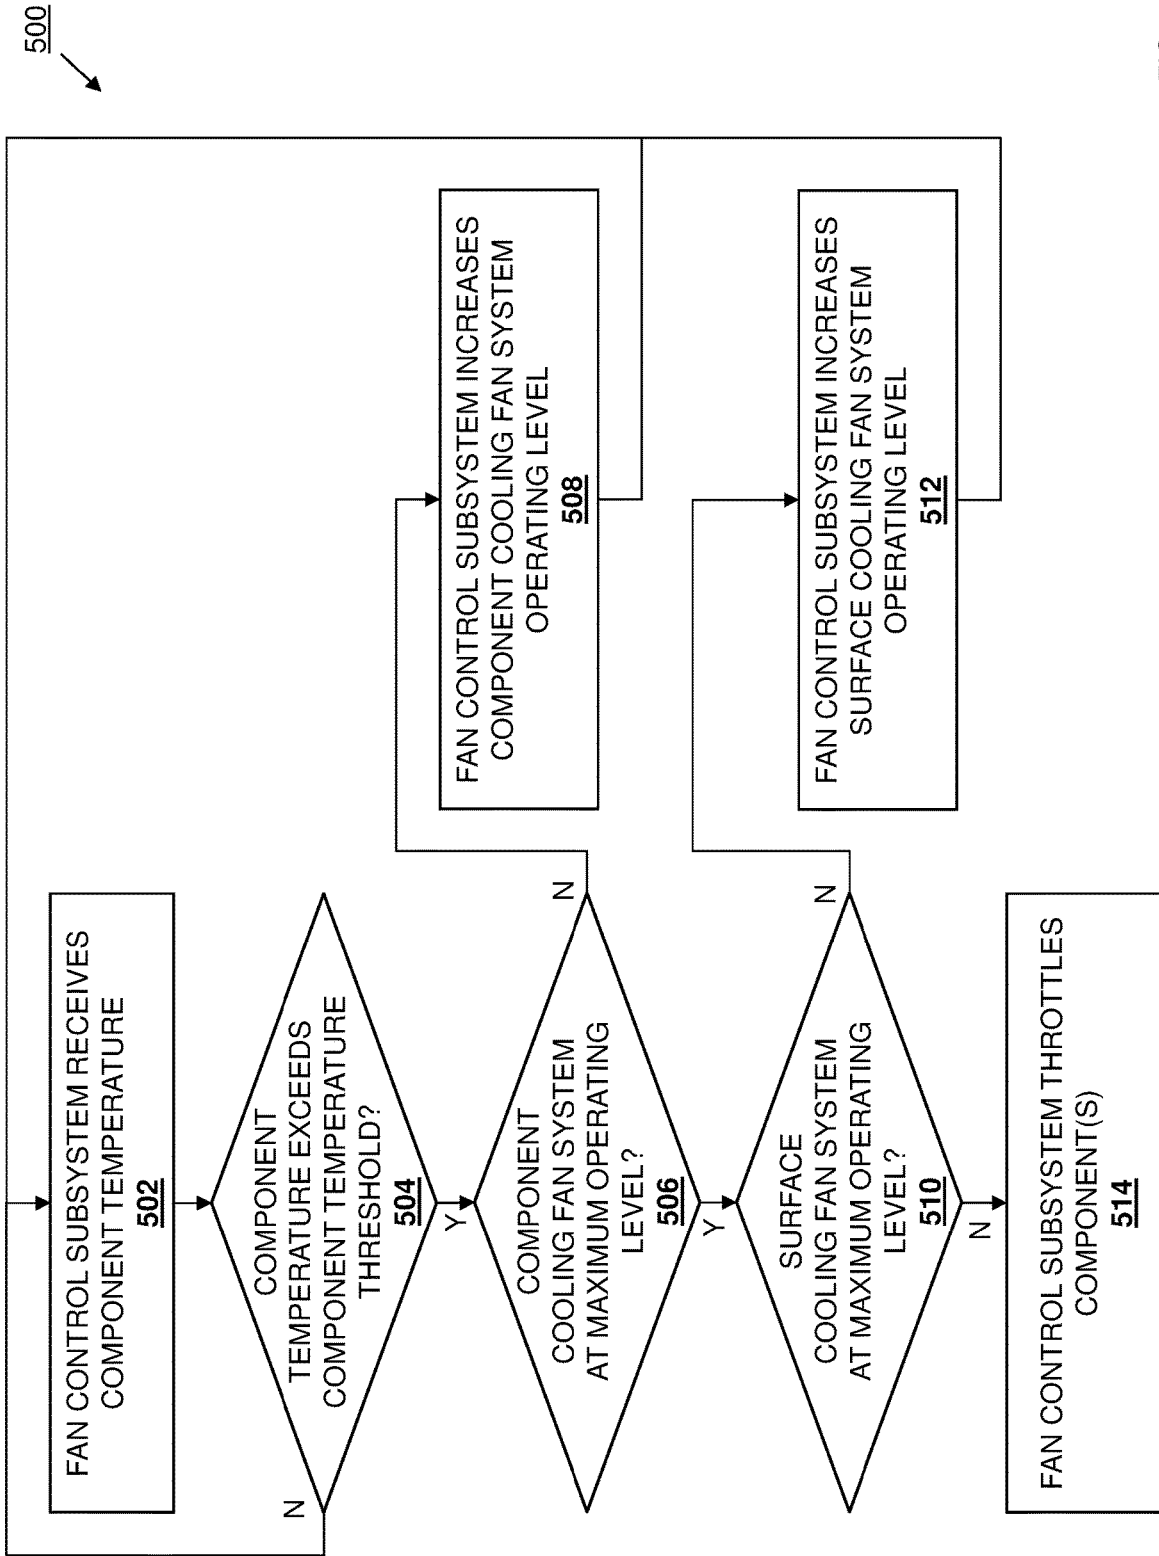 500
FAN CONTROL SUBSYSTEM RECEIVES
COMPONENT TEMPERATURE
502
COMPONENT
TEMPERATURE EXCEEDS
COMPONENT TEMPERATURE
THRESHOLD?
504
N
Y
COMPONENT
COOLING FAN SYSTEM
AT MAXIMUM OPERATING
LEVEL?
506
N
FAN CONTROL SUBSYSTEM INCREASES
COMPONENT COOLING FAN SYSTEM
OPERATING LEVEL
508
Y
SURFACE
COOLING FAN SYSTEM
AT MAXIMUM OPERATING
LEVEL?
510
N
FAN CONTROL SUBSYSTEM INCREASES
SURFACE COOLING FAN SYSTEM
OPERATING LEVEL
512
N
FAN CONTROL SUBSYSTEM THROTTLES
COMPONENT(S)
514